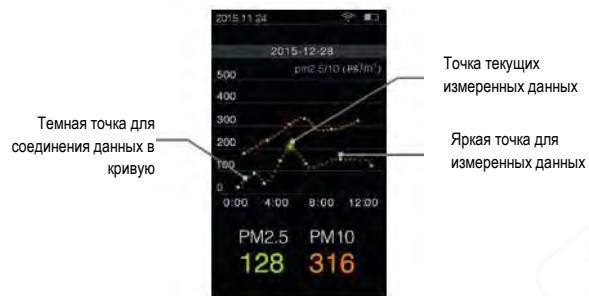 2015 11 24
2015-12-28
pm2.5/10 (μg/m³)
500
400
300
200
100
0
0:00 4:00 8:00 12:00
PM2.5 PM10
128 316
Темная точка для
соединения данных в
кривую
Точка текущих
измеренных данных
Яркая точка для
измеренных данных